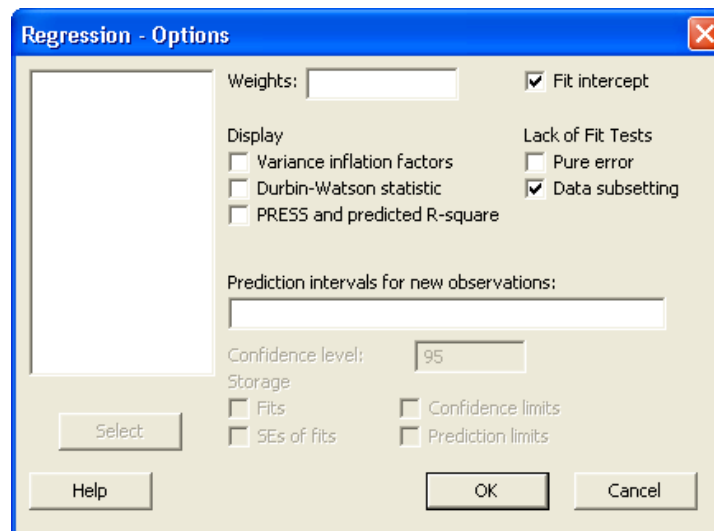 Regression - Options
Weights:
Fit intercept
Display
Variance inflation factors
Durbin-Watson statistic
PRESS and predicted R-square
Lack of Fit Tests
Pure error
Data subsetting
Prediction intervals for new observations:
Confidence level: 95
Storage
Fits
Confidence limits
SEs of fits
Prediction limits
Select
Help
OK
Cancel